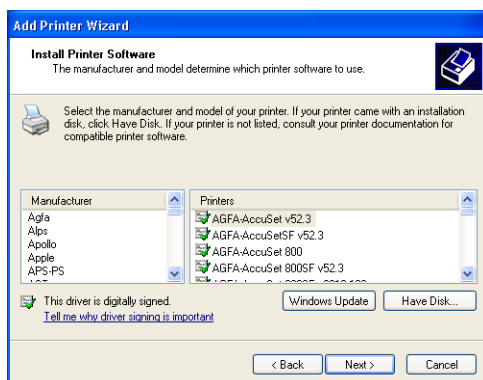 Add Printer Wizard
Install Printer Software
The manufacturer and model determine which printer software to use.
Select the manufacturer and model of your printer. If your printer came with an installation
disk, click Have Disk. If your printer is not listed, consult your printer documentation for
compatible printer software.
Manufacturer
Agfa
Alps
Apollo
Apple
APS-PS
Printers
AGFA-AccuSet v52.3
AGFA-AccuSetSF v52.3
AGFA-AccuSet 800
AGFA-AccuSet 800SF v52.3
This driver is digitally signed.
Tell me why driver signing is important
Windows Update
Have Disk...
< Back
Next >
Cancel